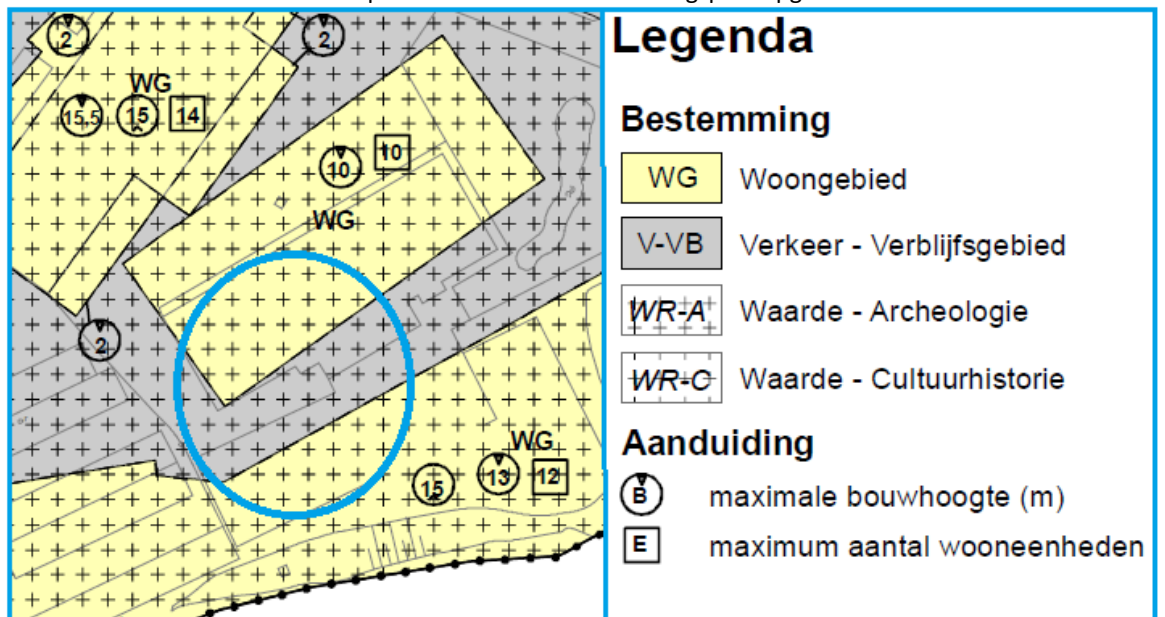 2
2
WG
15,5
15
14
10
10
WG
2
WG
15
13
12
Legenda
Bestemming
WG Woongebied
V-VB Verkeer - Verblijfsgebied
WR-A Waarde - Archeologie
WR-C Waarde - Cultuurhistorie
Aanduiding
B maximale bouwhoogte (m)
E maximum aantal wooneenheden